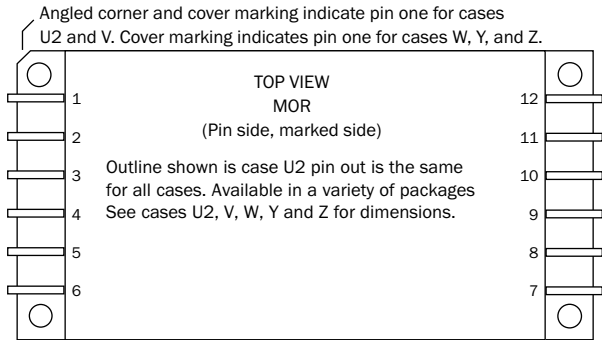 Angled corner and cover marking indicate pin one for cases
U2 and V. Cover marking indicates pin one for cases W, Y, and Z.
TOP VIEW
MOR
(Pin side, marked side)
Outline shown is case U2 pin out is the same
for all cases. Available in a variety of packages
See cases U2, V, W, Y and Z for dimensions.
1
2
3
4
5
6
12
11
10
9
8
7